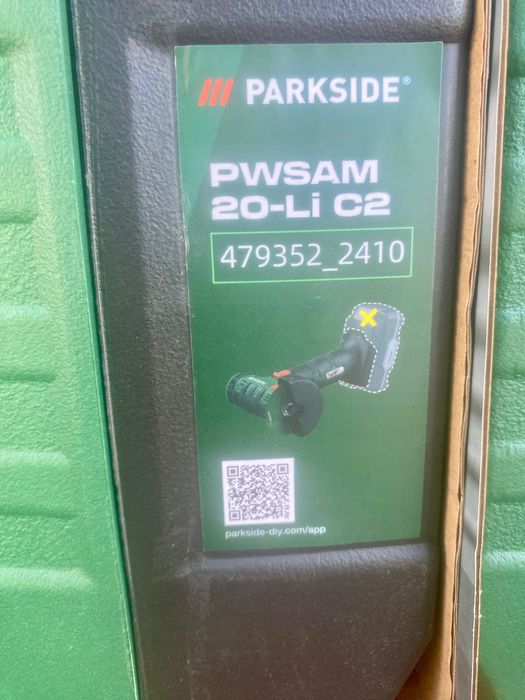 PARKSIDE®
PWSAM
20-Li C2
479352_2410
parkside-diy.com/app